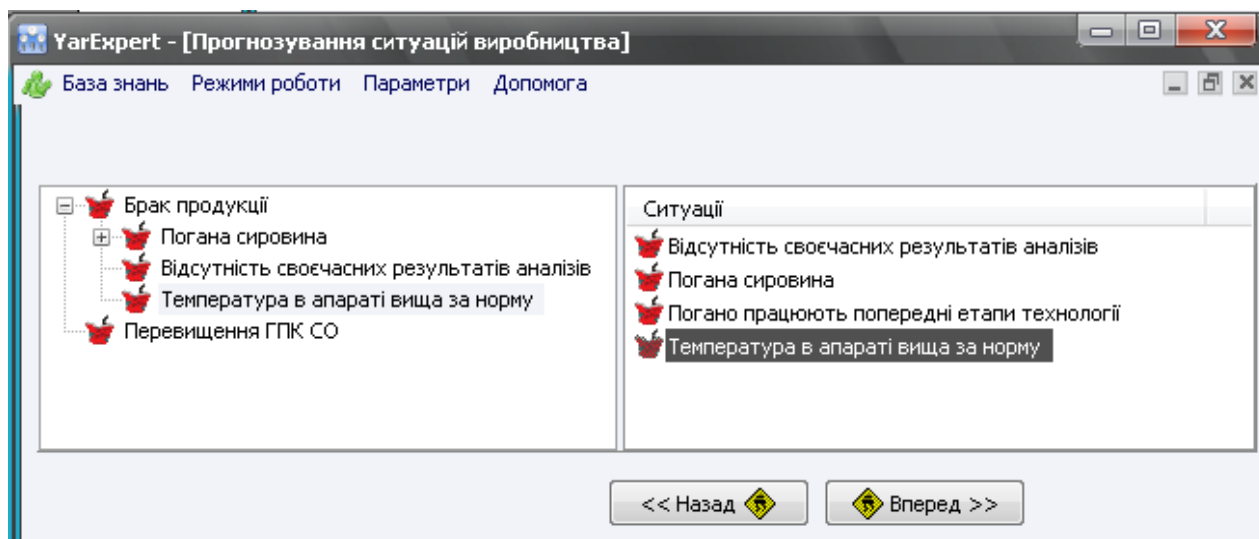 YarExpert - [Прогнозування ситуацій виробництва]
База знань Режими роботи Параметри Допомога
Брак продукції
Погана сировина
Відсутність своєчасних результатів аналізів
Температура в апараті вища за норму
Перевищення ГПК СО
Ситуації
Відсутність своєчасних результатів аналізів
Погана сировина
Погано працюють попередні етапи технології
Температура в апараті вища за норму
<< Назад
Вперед >>